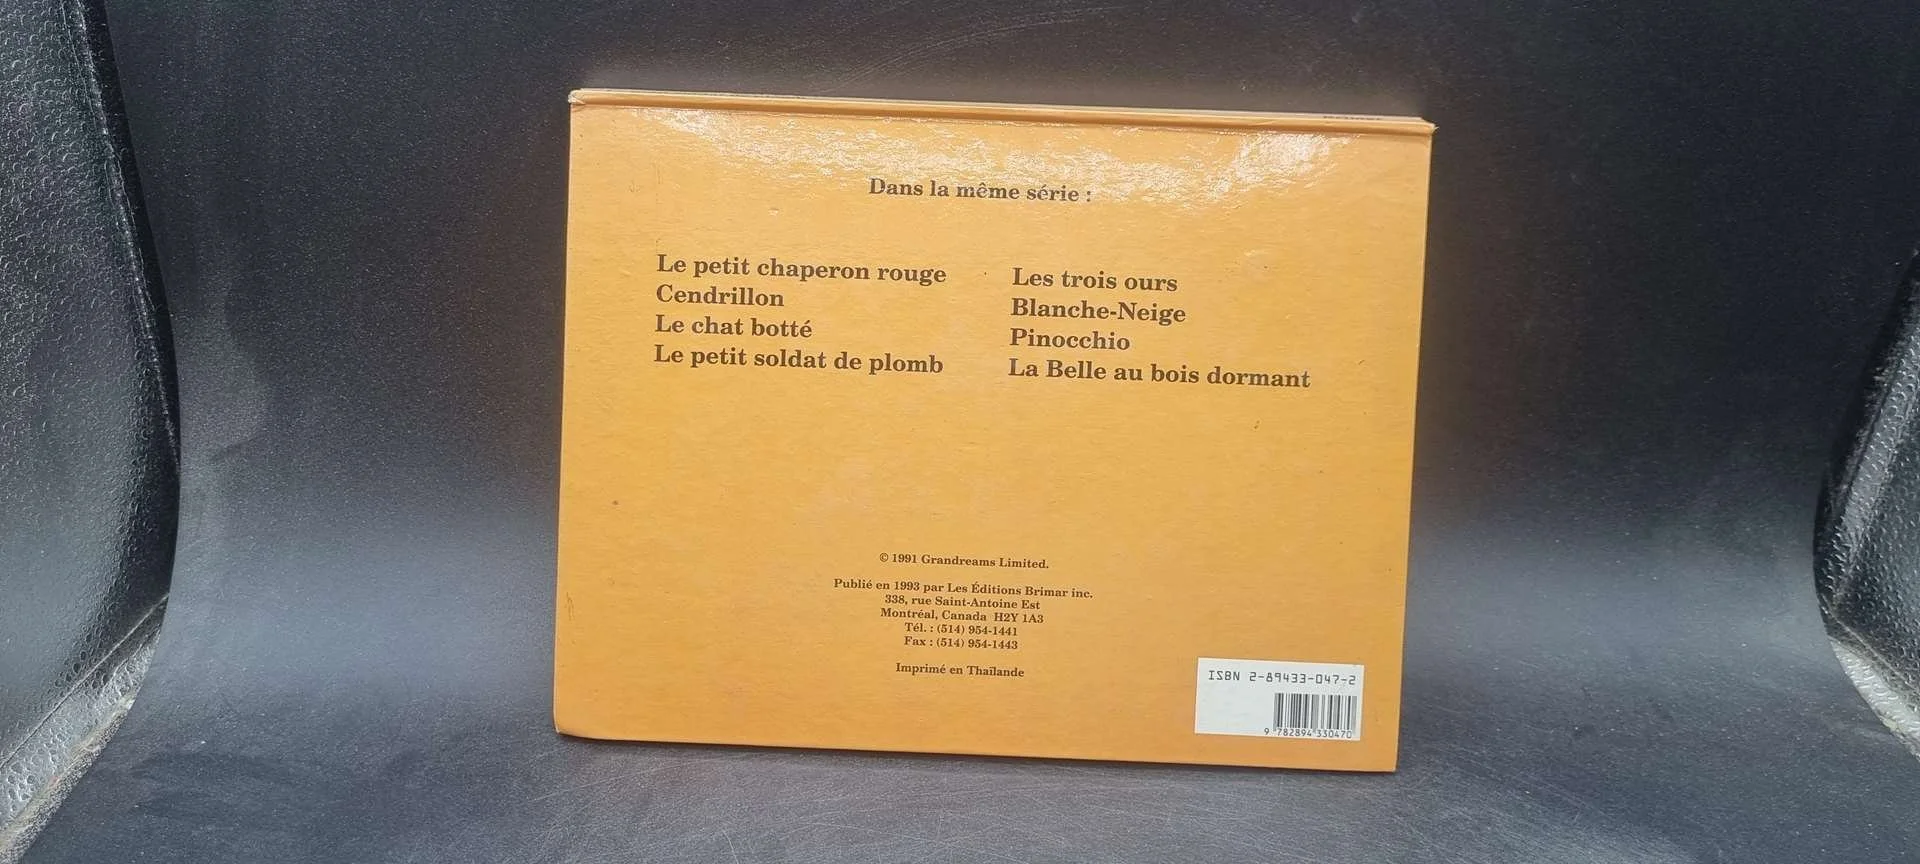 Dans la même série :
Le petit chaperon rouge
Cendrillon
Le chat botté
Le petit soldat de plomb
Les trois ours
Blanche-Neige
Pinocchio
La Belle au bois dormant
© 1991 Grandreams Limited.
Publié en 1993 par Les Éditions Brimar inc.
338, rue Saint-Antoine Est
Montréal, Canada H2Y 1A3
Tél. : (514) 954-1441
Fax : (514) 954-1443
Imprimé en Thaïlande
ISBN 2-89433-047-2
9 782894 330470